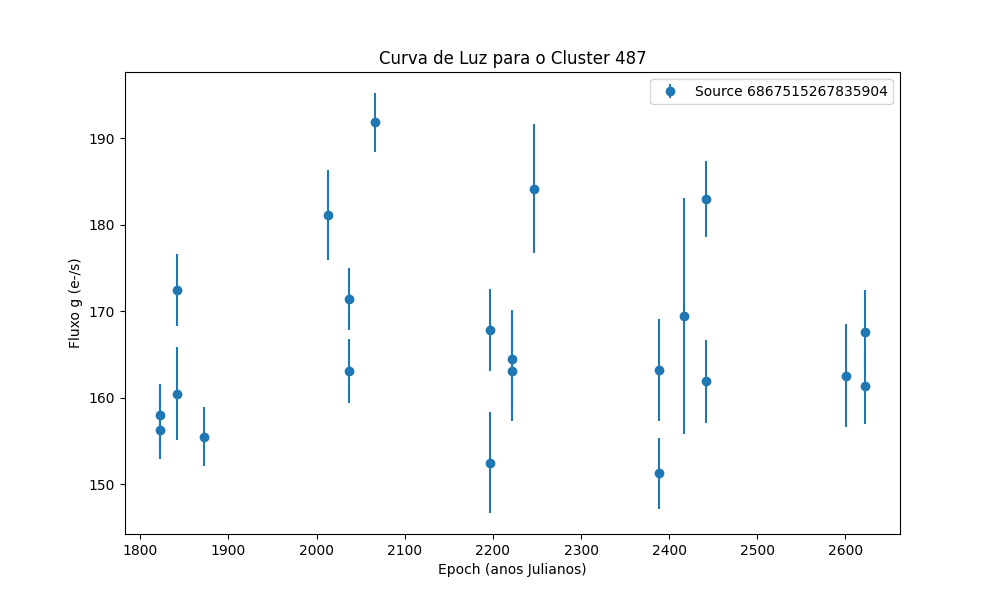 Curva de Luz para o Cluster 487
Source 6867515267835904
Fluxo g (e-/s)
190
180
170
160
150
1800 1900 2000 2100 2200 2300 2400 2500 2600
Epoch (anos Julianos)